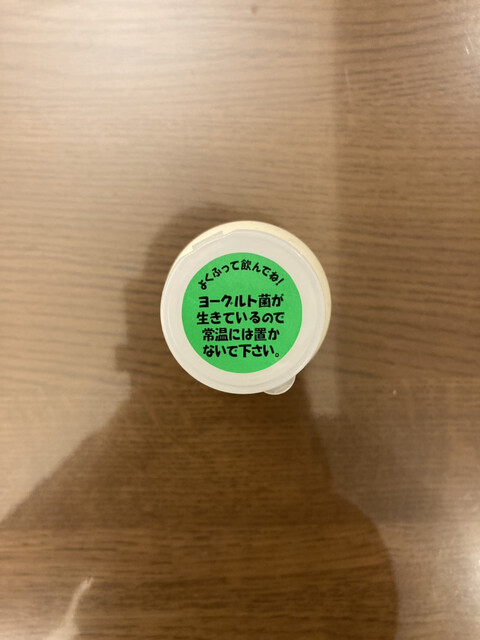 よくふって飲んでね!
ヨーグルト菌が
生きているので
常温には置か
ないで下さい。